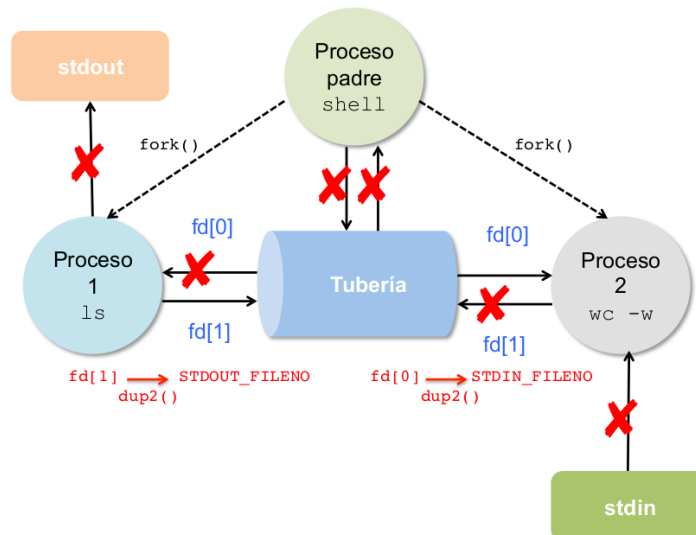 Proceso
padre
shell
stdout
fork()
fork()
fd[0]
fd[0]
Proceso
1
ls
Tubería
Proceso
2
wc -w
fd[1]
fd[1]
fd[1] STDOUT_FILENO
dup2()
fd[0] STDIN_FILENO
dup2()
stdin